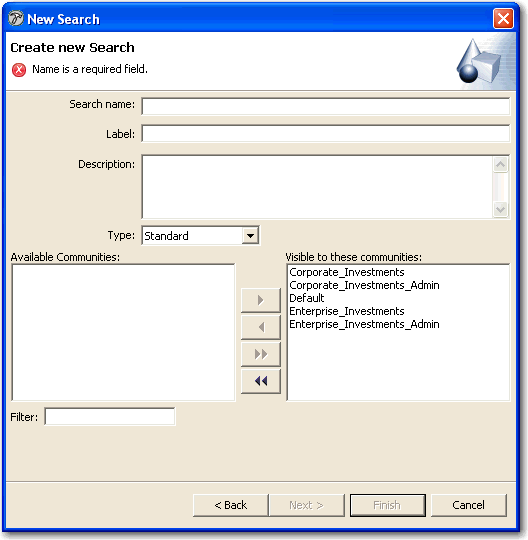 New Search
Create new Search
Name is a required field.
Search name:
Label:
Description:
Type: Standard
Available Communities:
Visible to these communities:
Corporate_Investments
Corporate_Investments_Admin
Default
Enterprise_Investments
Enterprise_Investments_Admin
Filter:
< Back Next > Finish Cancel